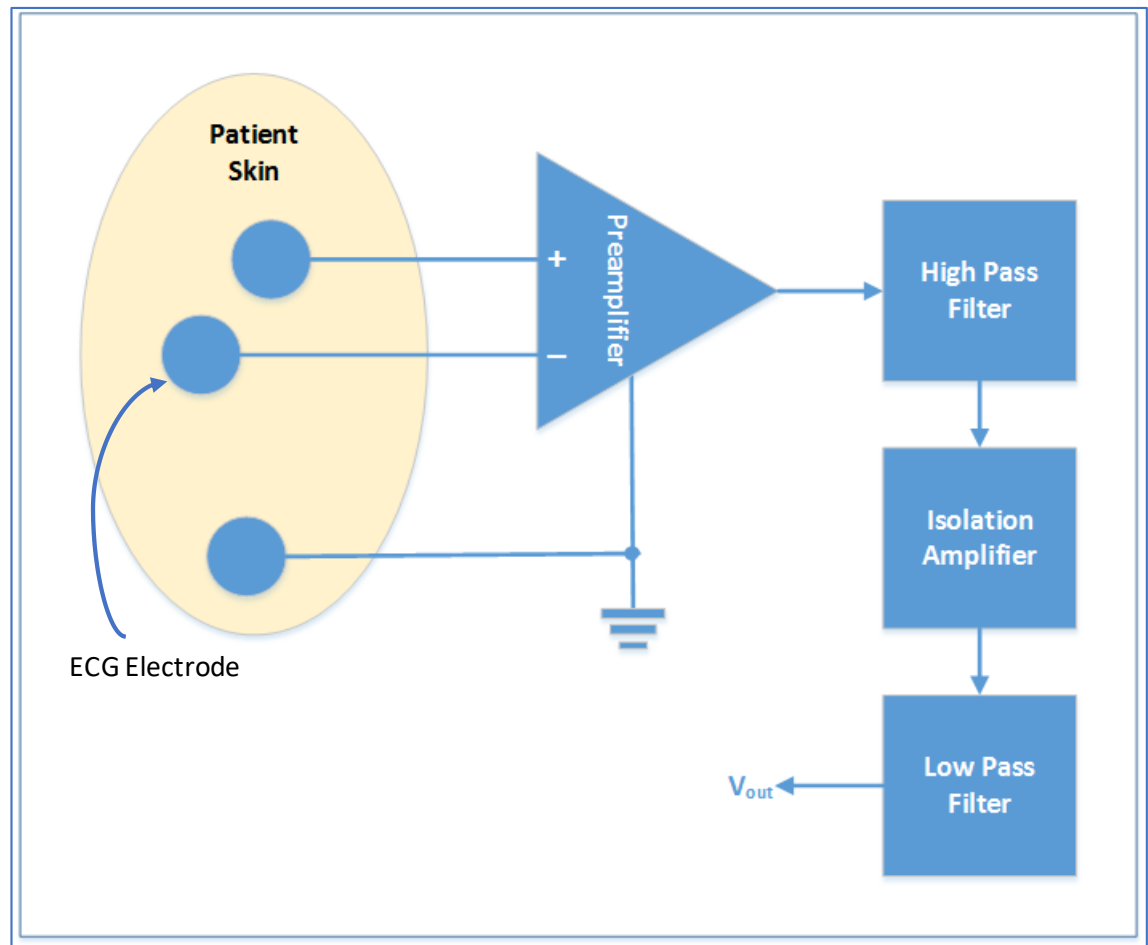 Patient
Skin
+
Preamplifier
–
High Pass
Filter
Isolation
Amplifier
ECG Electrode
Low Pass
Filter
Vout